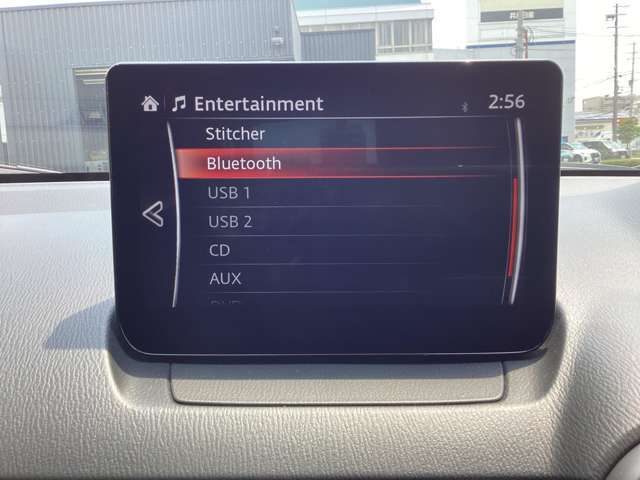 Entertainment 2:56
Stitcher
Bluetooth
USB 1
USB 2
CD
AUX